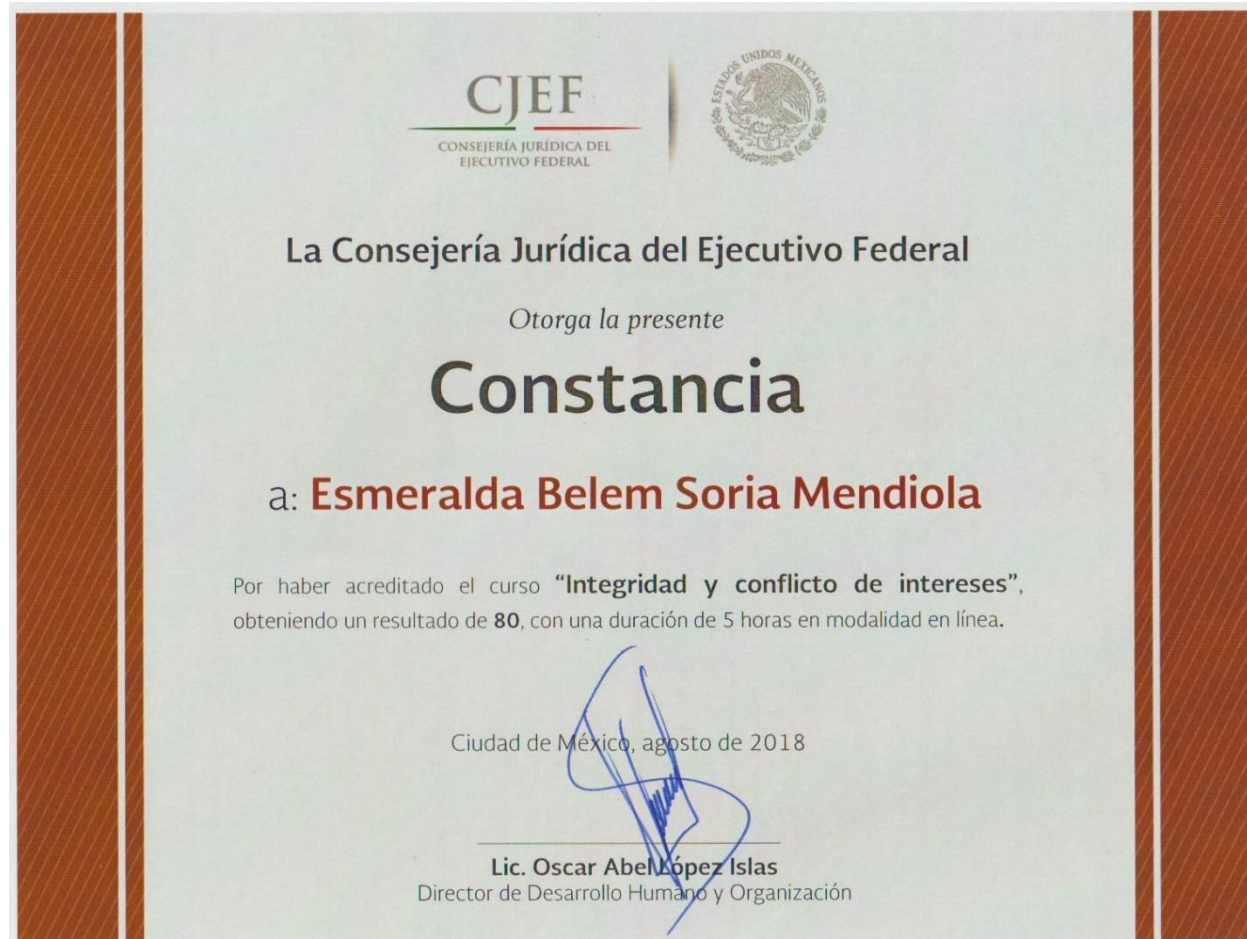 CJEF
CONSEJERÍA JURÍDICA DEL
EJECUTIVO FEDERAL
ESTADOS UNIDOS MEXICANOS
La Consejería Jurídica del Ejecutivo Federal
Otorga la presente
Constancia
a: Esmeralda Belem Soria Mendiola
Por haber acreditado el curso “Integridad y conflicto de intereses”,
obteniendo un resultado de 80, con una duración de 5 horas en modalidad en línea.
Ciudad de México, agosto de 2018
Lic. Oscar Abel López Islas
Director de Desarrollo Humano y Organización